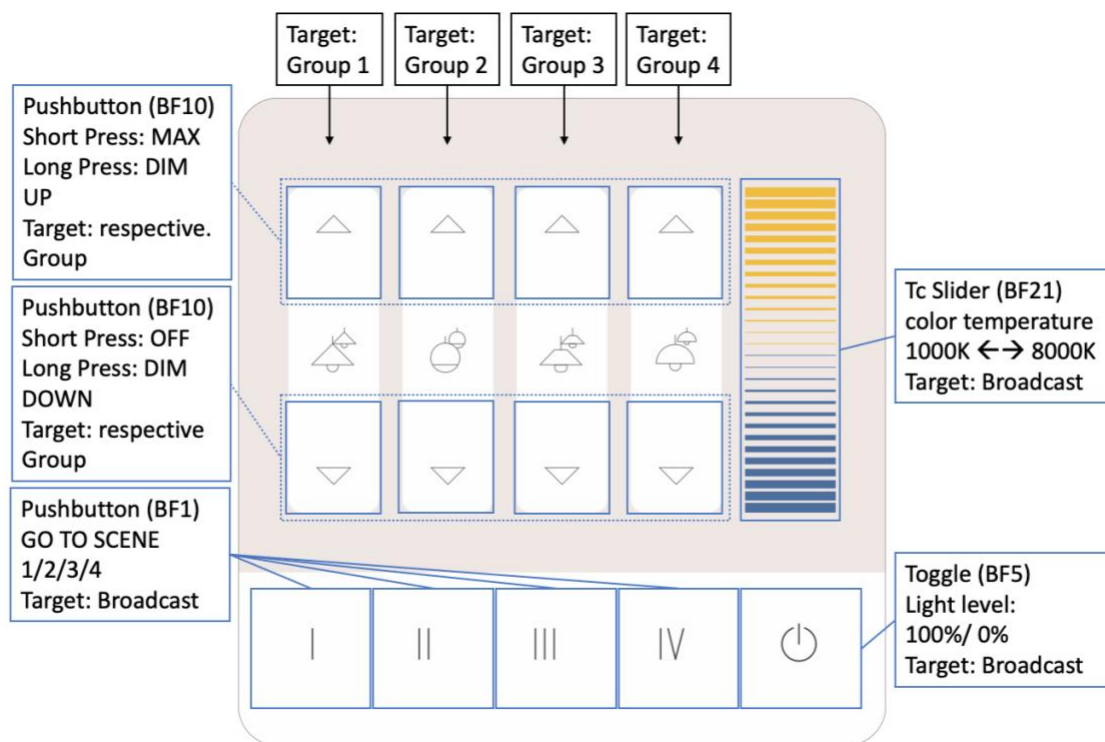 Target:
Group 1
Target:
Group 2
Target:
Group 3
Target:
Group 4
Pushbutton (BF10)
Short Press: MAX
Long Press: DIM
UP
Target: respective.
Group
Pushbutton (BF10)
Short Press: OFF
Long Press: DIM
DOWN
Target: respective
Group
Pushbutton (BF1)
GO TO SCENE
1/2/3/4
Target: Broadcast
Tc Slider (BF21)
color temperature
1000K ←→ 8000K
Target: Broadcast
Toggle (BF5)
Light level:
100%/ 0%
Target: Broadcast
I II III IV